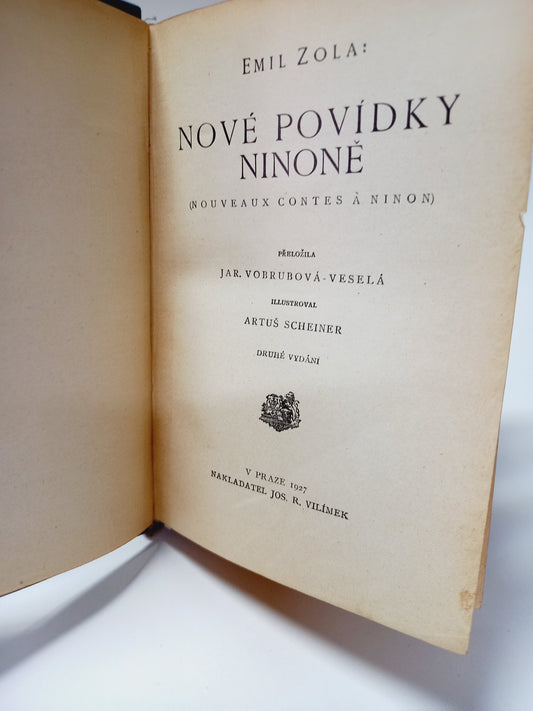 EMIL ZOLA:
NOVÉ POVÍDKY
NINONĚ
(NOUVEAUX CONTES À NINON)
PŘELOŽILA
JAR. VOBRUBOVÁ-VESELÁ
ILLUSTROVAL
ARTUŠ SCHEINER
DRUHÉ VYDÁNÍ
V PRAZE 1927
NAKLADATEL JOS. R. VILÍMEK